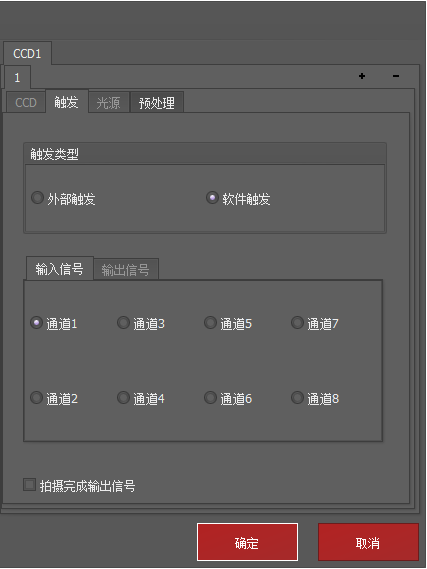 CCD1
1 + -
CCD 触发 光源 预处理
触发类型
外部触发 软件触发
输入信号 输出信号
通道1 通道3 通道5 通道7
通道2 通道4 通道6 通道8
拍摄完成输出信号
确定 取消